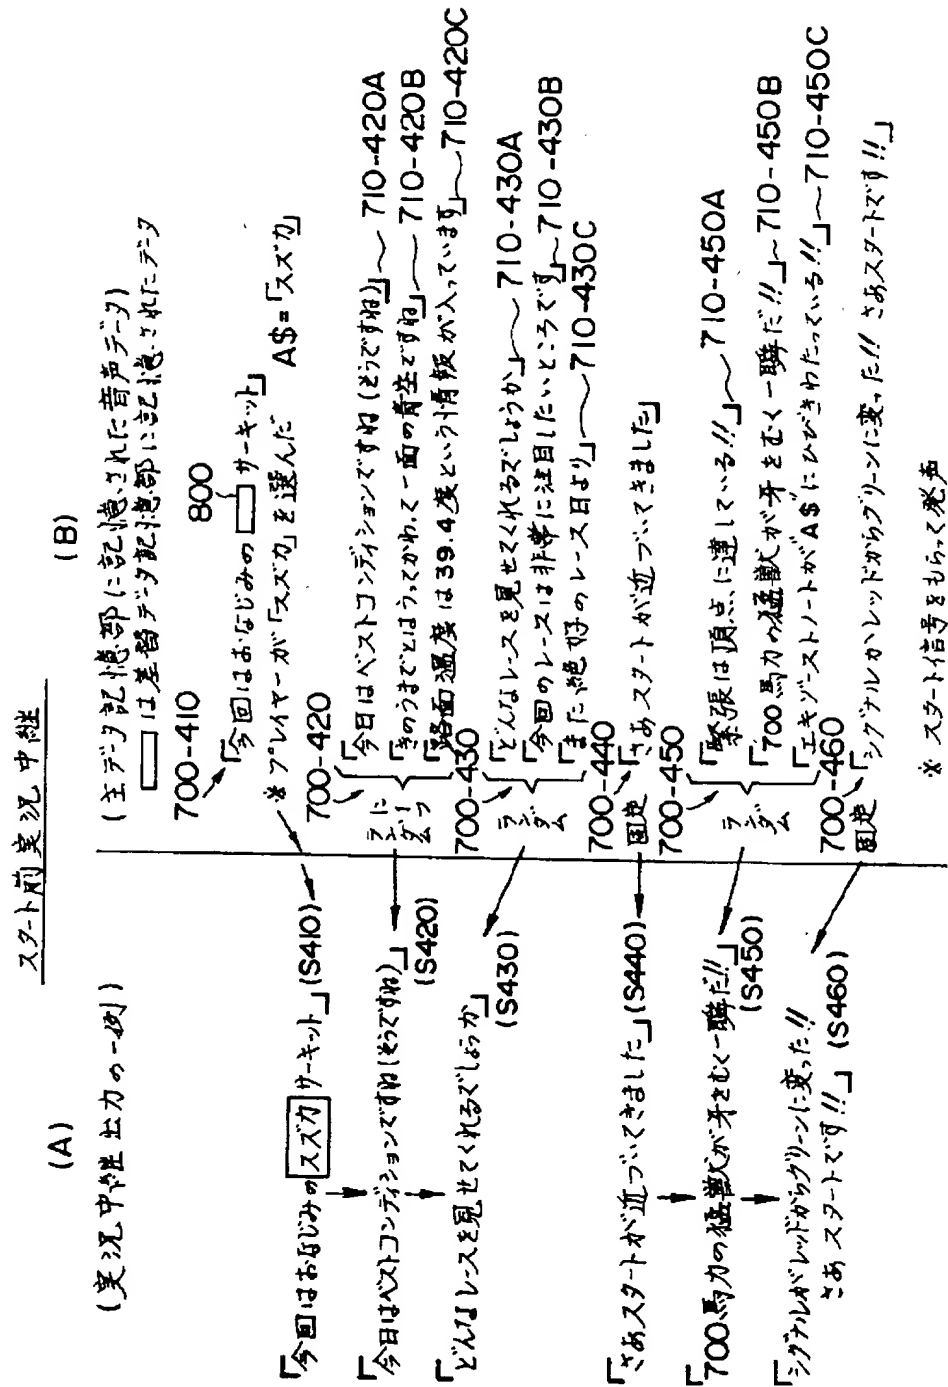 スタート前実況中継
(A)
(実況中継出力の一例)
「今回はおなじみのスズカサーキット」(S410)
「今日はベストコンディションですね(そうですね)」
(S420)
「どんなレースを見せてくれるでしょうか」
(S430)
「さあスタートが近づいてきました」(S440)
「700馬力の猛獣が牙をむく一瞬だ!!」
(S450)
「シグナルがレッドからグリーンに変った!!
さあスタートです!!」(S460)
(B)
(主データ記憶部に記憶された音声データ)
は差替データ記憶部に記憶されたデータ
700-410
800
「今回はおなじみの サーキット」
※プレイヤーが「スズカ」を選んだ A$=「スズカ」
700-420
ランダムに一つ
「今日はベストコンディションですね(そうですね)」~710-420A
「きのうまでとはうってかわって一面の青空ですね」~710-420B
「路面温度は39.4度という情報が入っています」~710-420C
700-430
ランダム
「どんなレースを見せてくれるでしょうか」~710-430A
「今回のレースは非常に注目したいところです」~710-430B
「また絶好のレース日より」~710-430C
700-440
固定
「さあスタートが近づいてきました」
700-450
ランダム
「緊張は頂点に達している!!」~710-450A
「700馬力の猛獣が牙をむく一瞬だ!!」~710-450B
「エキゾーストノートがA$にひびきわたっている!!」~710-450C
700-460
固定
「シグナルがレッドからグリーンに変った!! さあスタートです!!」
※スタート信号をもらって発声